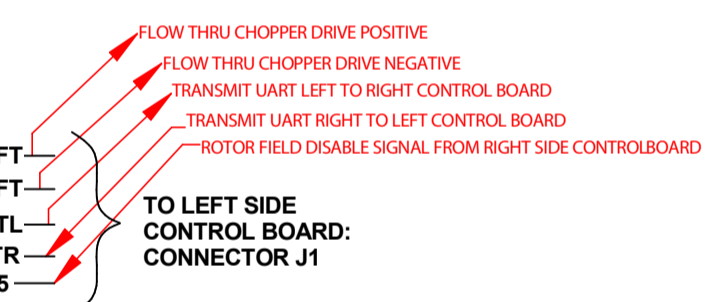 FLOW THRU CHOPPER DRIVE POSITIVE
FLOW THRU CHOPPER DRIVE NEGATIVE
TRANSMIT UART LEFT TO RIGHT CONTROL BOARD
TRANSMIT UART RIGHT TO LEFT CONTROL BOARD
ROTOR FIELD DISABLE SIGNAL FROM RIGHT SIDE CONTROLBOARD
FT
FT
TL
TR
5
TO LEFT SIDE
CONTROL BOARD:
CONNECTOR J1